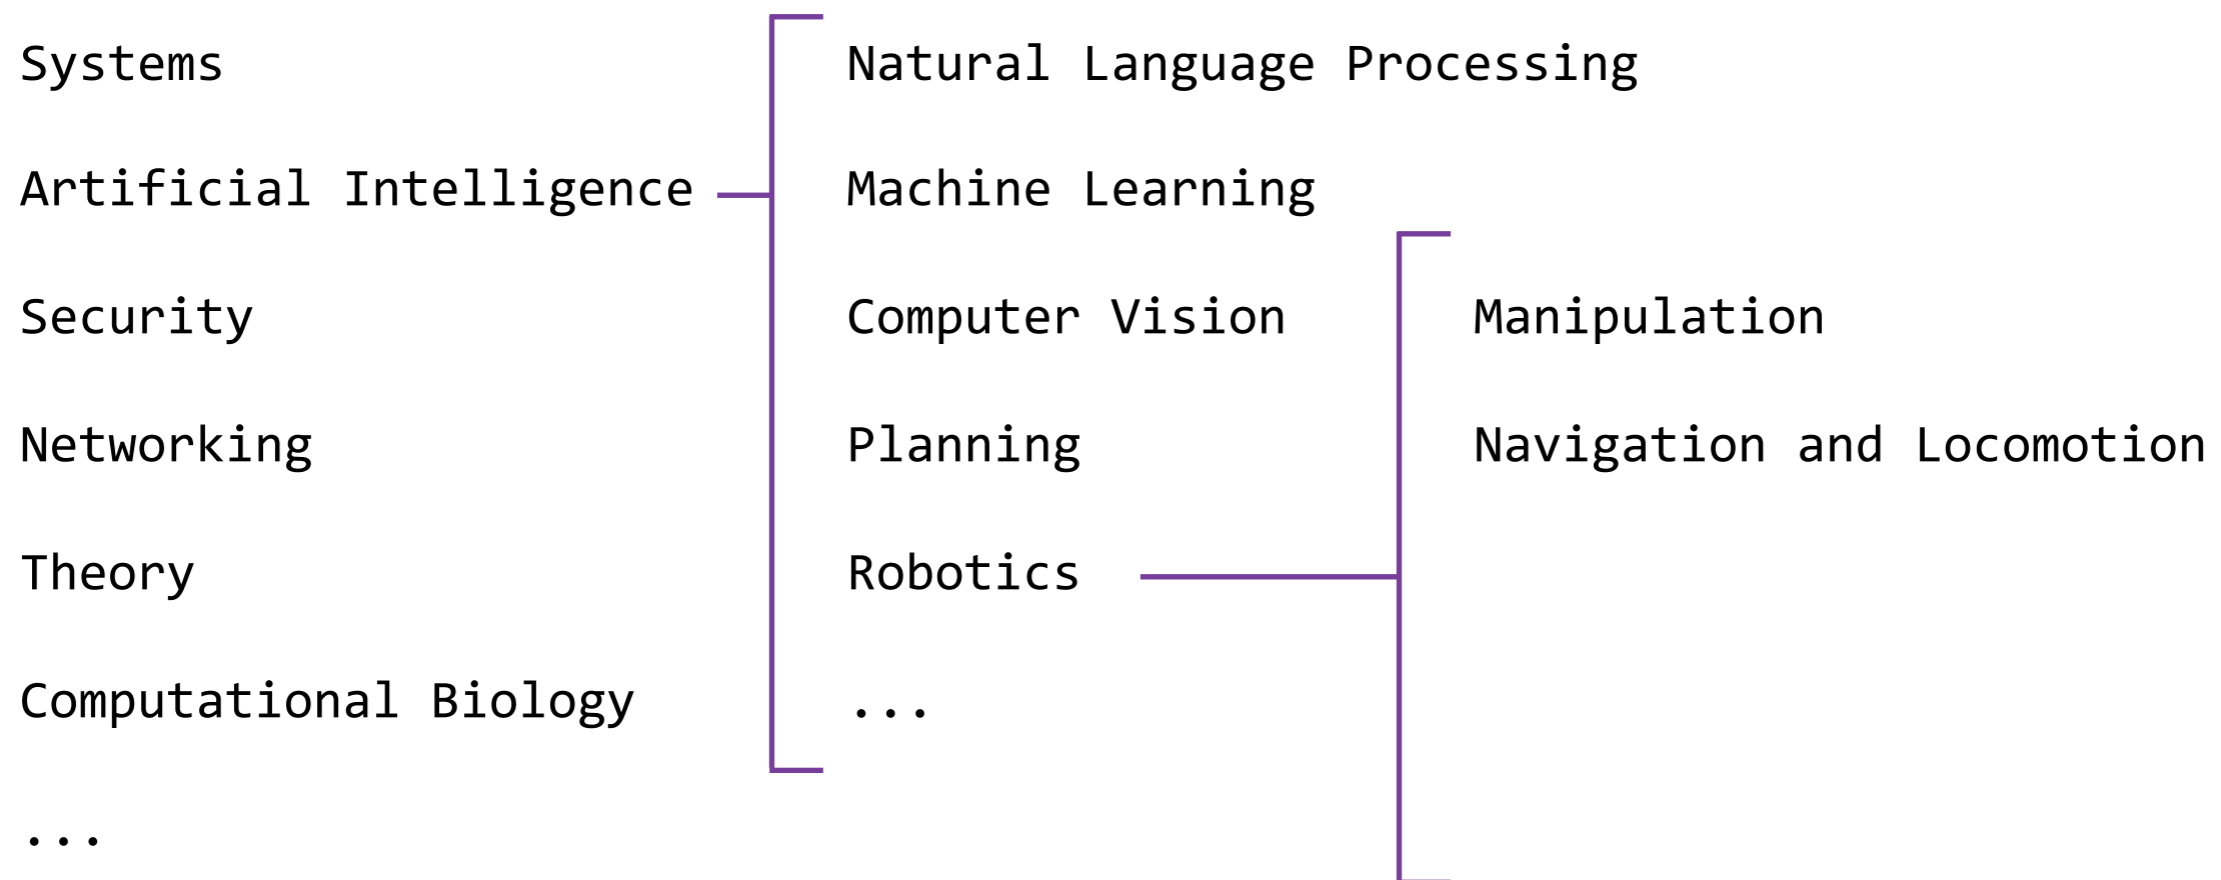 Systems
Artificial Intelligence
Security
Networking
Theory
Computational Biology
...
Natural Language Processing
Machine Learning
Computer Vision
Planning
Robotics
...
Manipulation
Navigation and Locomotion